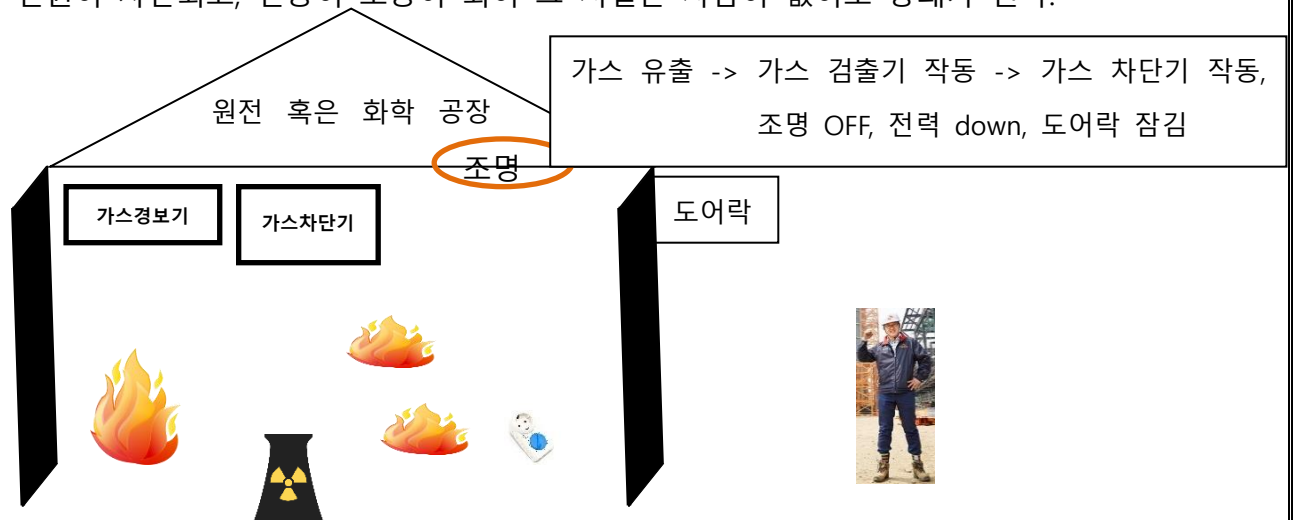 가스 유출 -> 가스 검출기 작동 -> 가스 차단기 작동,
조명 OFF, 전력 down, 도어락 잠김
원전 혹은 화학 공장
조명
가스경보기
가스차단기
도어락